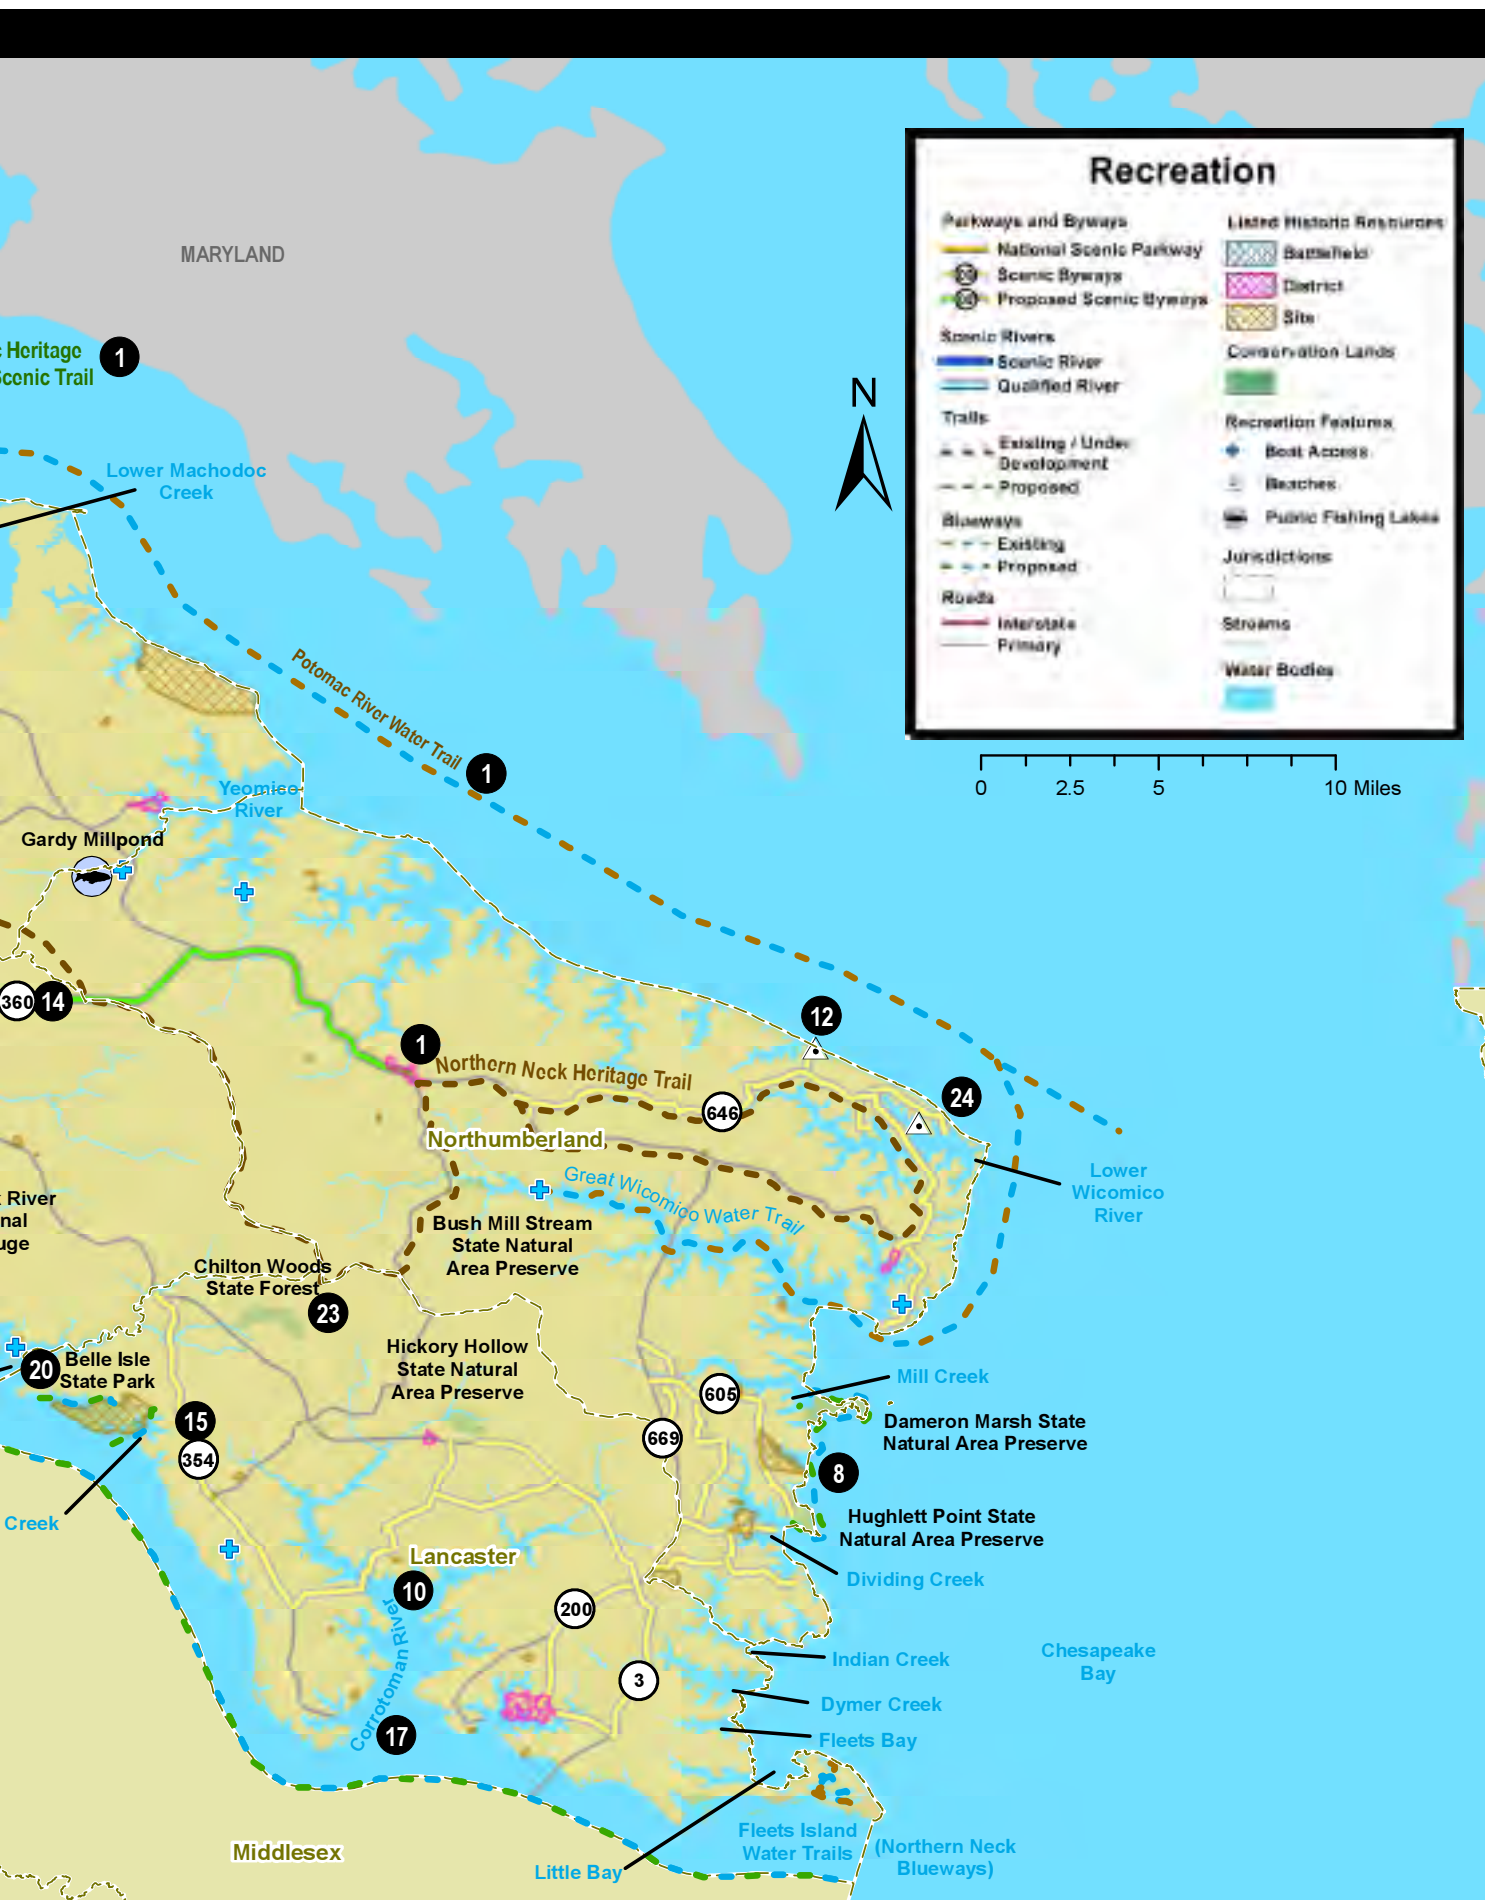 Recreation
Parkways and Byways
National Scenic Parkway
Scenic Byways
Proposed Scenic Byways
Scenic Rivers
Scenic River
Qualified River
Trails
Existing / Under
Development
Proposed
Blueways
Existing
Proposed
Roads
Interstate
Primary
Listed Historic Resources
Battlefield
District
Site
Conservation Lands
Recreation Features
Boat Access
Beaches
Public Fishing Lakes
Jurisdictions
Streams
Water Bodies
MARYLAND
Heritage
Scenic Trail
1
N
Lower Machodoc
Creek
Potomac River Water Trail
1
0 2.5 5 10 Miles
Yeomico
River
Gardy Millpond
360
14
12
1
Northern Neck Heritage Trail
646
24
Northumberland
Great Wicomico Water Trail
Lower
Wicomico
River
River
Bush Mill Stream
State Natural
Area Preserve
Chilton Woods
State Forest
23
Hickory Hollow
State Natural
Area Preserve
20
Belle Isle
State Park
15
354
605
669
Mill Creek
Dameron Marsh State
Natural Area Preserve
8
Hughlett Point State
Natural Area Preserve
Creek
Dividing Creek
Lancaster
10
200
Corrotoman River
17
3
Indian Creek
Chesapeake
Bay
Dymer Creek
Fleets Bay
Middlesex
Little Bay
Fleets Island
Water Trails
(Northern Neck
Blueways)